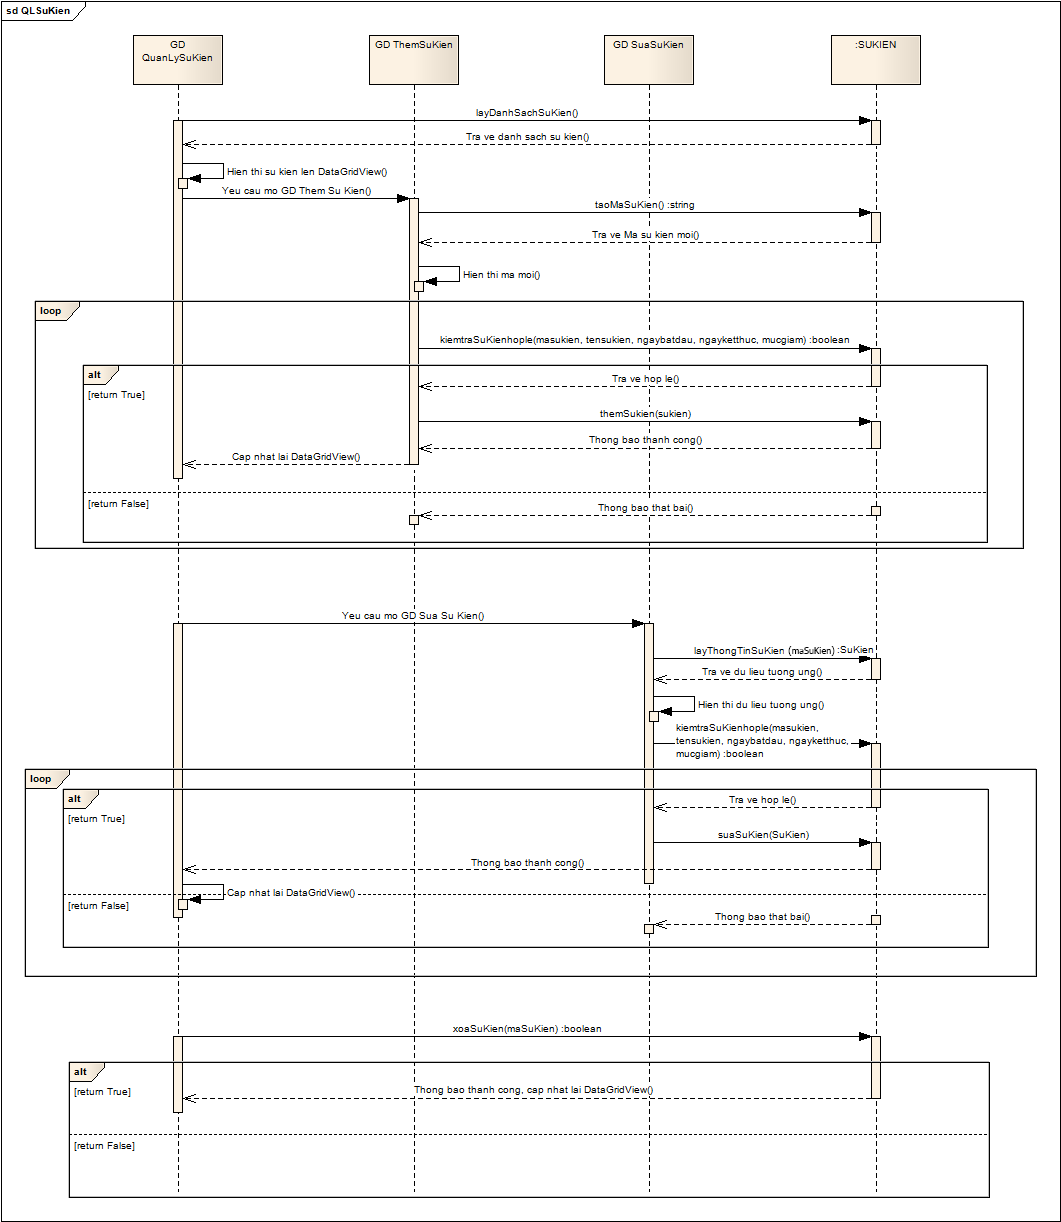 sd QLSuKien
GD
QuanLySuKien
GD ThemSuKien
GD SuaSuKien
:SUKIEN
layDanhSachSuKien()
Tra ve danh sach su kien()
Hien thi su kien len DataGridView()
Yeu cau mo GD Them Su Kien()
taoMaSuKien() :string
Tra ve Ma su kien moi()
Hien thi ma moi()
loop
kiemtraSuKienhople(masukien, tensukien, ngaybatdau, ngayketthuc, mucgiam) :boolean
alt
[return True]
Tra ve hop le()
themSukien(sukien)
Thong bao thanh cong()
Cap nhat lai DataGridView()
[return False]
Thong bao that bai()
Yeu cau mo GD Sua Su Kien()
layThongTinSuKien (maSuKien) :SuKien
Tra ve du lieu tuong ung()
Hien thi du lieu tuong ung()
kiemtraSuKienhople(masukien,
tensukien, ngaybatdau, ngayketthuc,
mucgiam) :boolean
loop
alt
[return True]
Tra ve hop le()
suaSuKien(SuKien)
Thong bao thanh cong()
Cap nhat lai DataGridView()
[return False]
Thong bao that bai()
xoaSuKien(maSuKien) :boolean
alt
[return True]
Thong bao thanh cong, cap nhat lai DataGridView()
[return False]